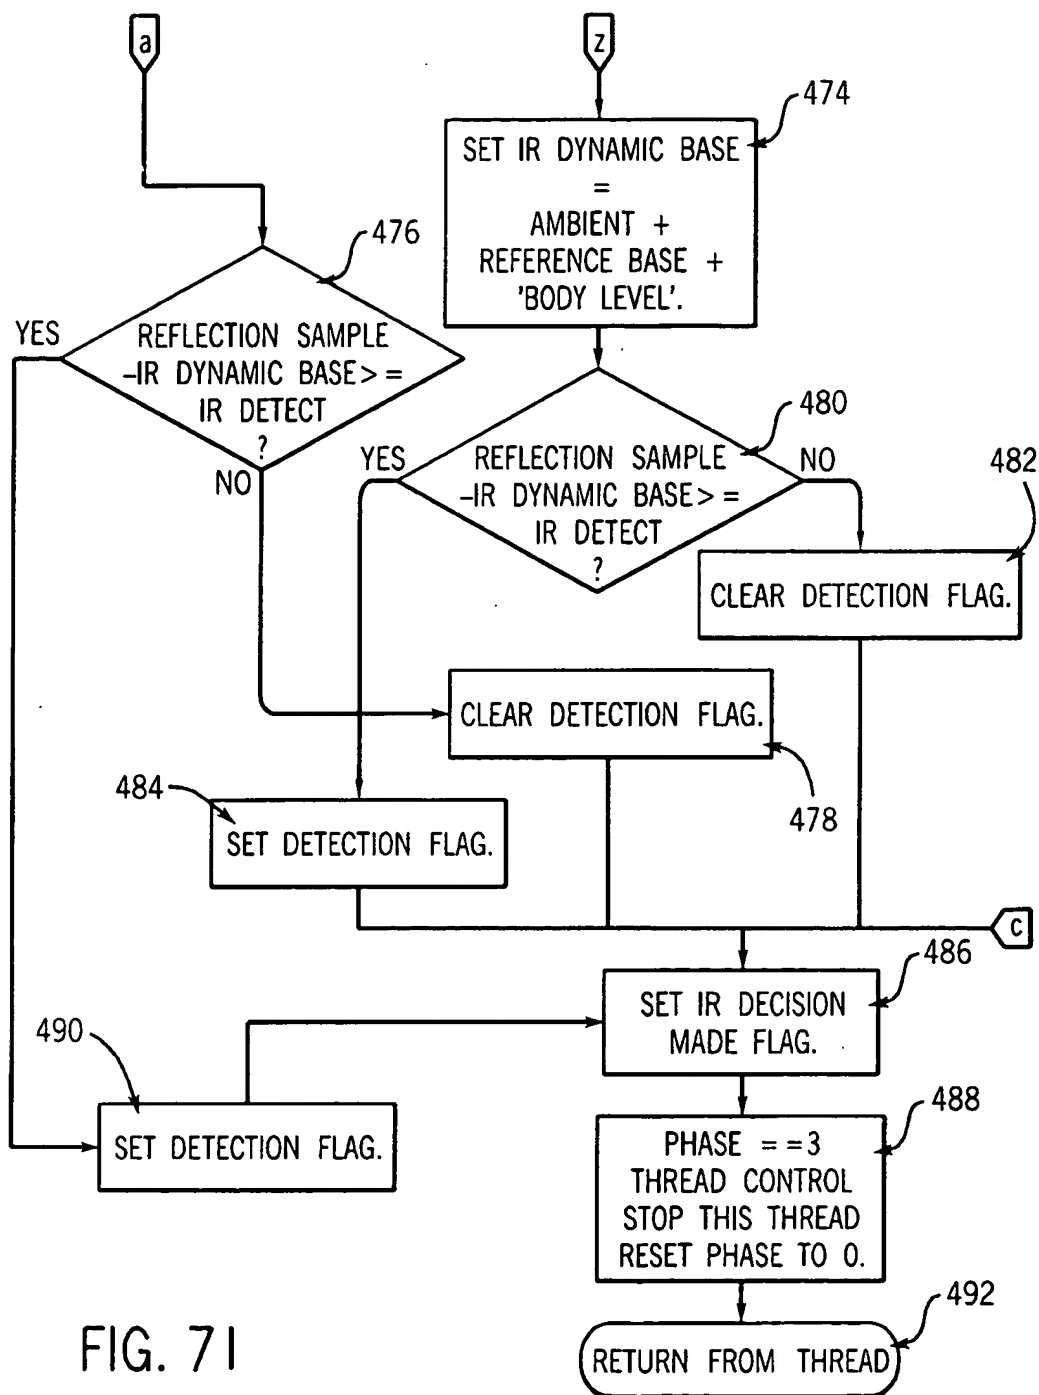 a
z
474
SET IR DYNAMIC BASE
=
AMBIENT +
REFERENCE BASE +
'BODY LEVEL'.
476
YES
REFLECTION SAMPLE
–IR DYNAMIC BASE> =
IR DETECT
?
NO
480
YES
REFLECTION SAMPLE
–IR DYNAMIC BASE> =
IR DETECT
?
NO
482
CLEAR DETECTION FLAG.
CLEAR DETECTION FLAG.
478
484
SET DETECTION FLAG.
c
486
SET IR DECISION
MADE FLAG.
490
SET DETECTION FLAG.
488
PHASE = =3
THREAD CONTROL
STOP THIS THREAD
RESET PHASE TO 0.
492
RETURN FROM THREAD
FIG. 71